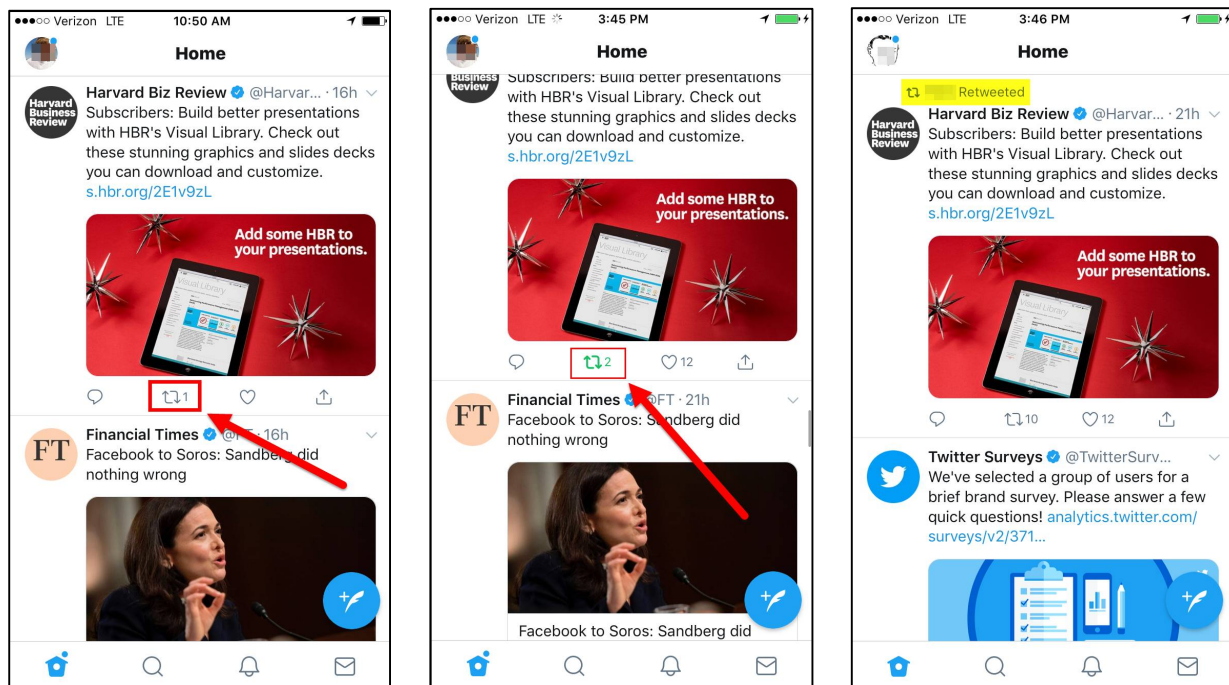 Verizon LTE 10:50 AM
Home
Harvard Business Review
Harvard Biz Review @Harvar... · 16h
Subscribers: Build better presentations
with HBR's Visual Library. Check out
these stunning graphics and slides decks
you can download and customize.
s.hbr.org/2E1v9zL
Add some HBR to
your presentations.
Visual Library
1
FT
Financial Times @FT · 16h
Facebook to Soros: Sandberg did
nothing wrong
Verizon LTE 3:45 PM
Home
Business
Review
Subscribers: Build better presentations
with HBR's Visual Library. Check out
these stunning graphics and slides decks
you can download and customize.
s.hbr.org/2E1v9zL
Add some HBR to
your presentations.
Visual Library
2 12
FT
Financial Times @FT · 21h
Facebook to Soros: Sandberg did
nothing wrong
Facebook to Soros: Sandberg did
Verizon LTE 3:46 PM
Home
Retweeted
Harvard Business Review
Harvard Biz Review @Harvar... · 21h
Subscribers: Build better presentations
with HBR's Visual Library. Check out
these stunning graphics and slides decks
you can download and customize.
s.hbr.org/2E1v9zL
Add some HBR to
your presentations.
Visual Library
10 12
Twitter Surveys @TwitterSurv...
We've selected a group of users for a
brief brand survey. Please answer a few
quick questions! analytics.twitter.com/
surveys/v2/371...